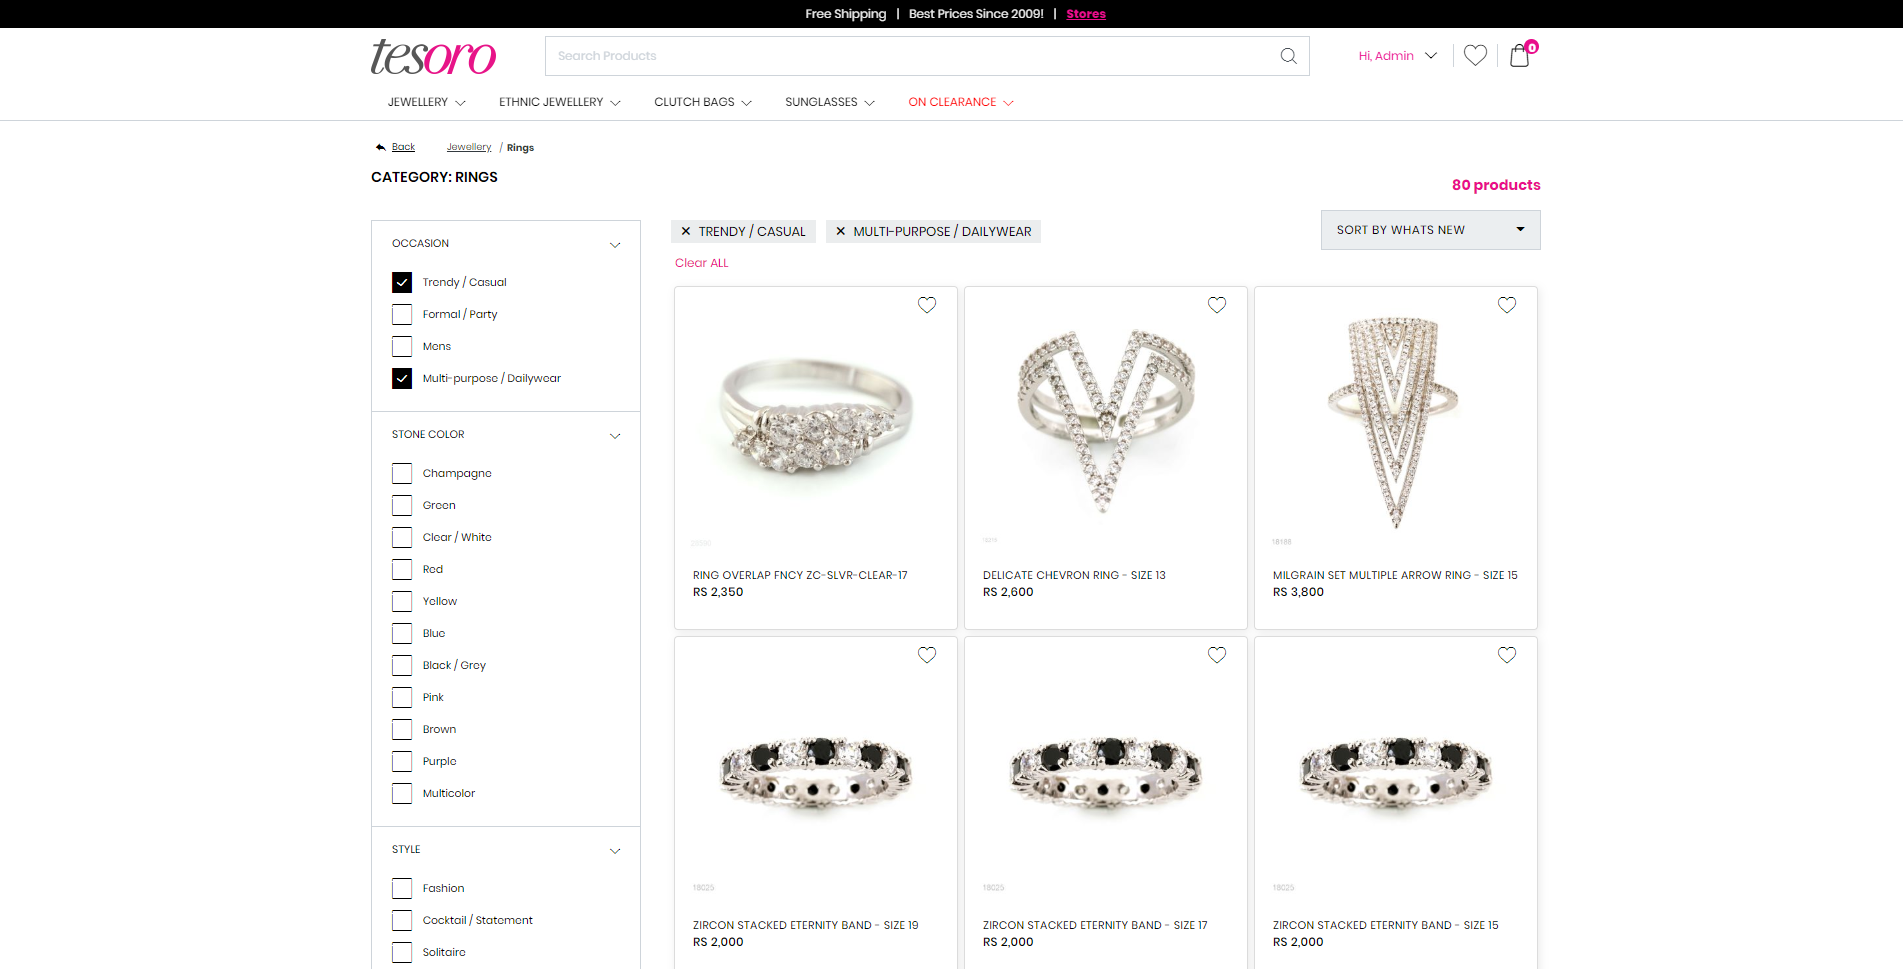 Free Shipping | Best Prices Since 2009! | Stores
tesoro
Search Products
Hi, Admin
0
JEWELLERY
ETHNIC JEWELLERY
CLUTCH BAGS
SUNGLASSES
ON CLEARANCE
Back
Jewellery / Rings
CATEGORY: RINGS
80 products
OCCASION
Trendy / Casual
Formal / Party
Mens
Multi-purpose / Dailywear
STONE COLOR
Champagne
Green
Clear / White
Red
Yellow
Blue
Black / Grey
Pink
Brown
Purple
Multicolor
STYLE
Fashion
Cocktail / Statement
Solitaire
✕ TRENDY / CASUAL
✕ MULTI-PURPOSE / DAILYWEAR
SORT BY WHATS NEW
Clear ALL
RING OVERLAP FNCY ZC-SLVR-CLEAR-17
RS 2,350
DELICATE CHEVRON RING - SIZE 13
RS 2,600
18188
MILGRAIN SET MULTIPLE ARROW RING - SIZE 15
RS 3,800
18025
ZIRCON STACKED ETERNITY BAND - SIZE 19
RS 2,000
18025
ZIRCON STACKED ETERNITY BAND - SIZE 17
RS 2,000
18025
ZIRCON STACKED ETERNITY BAND - SIZE 15
RS 2,000